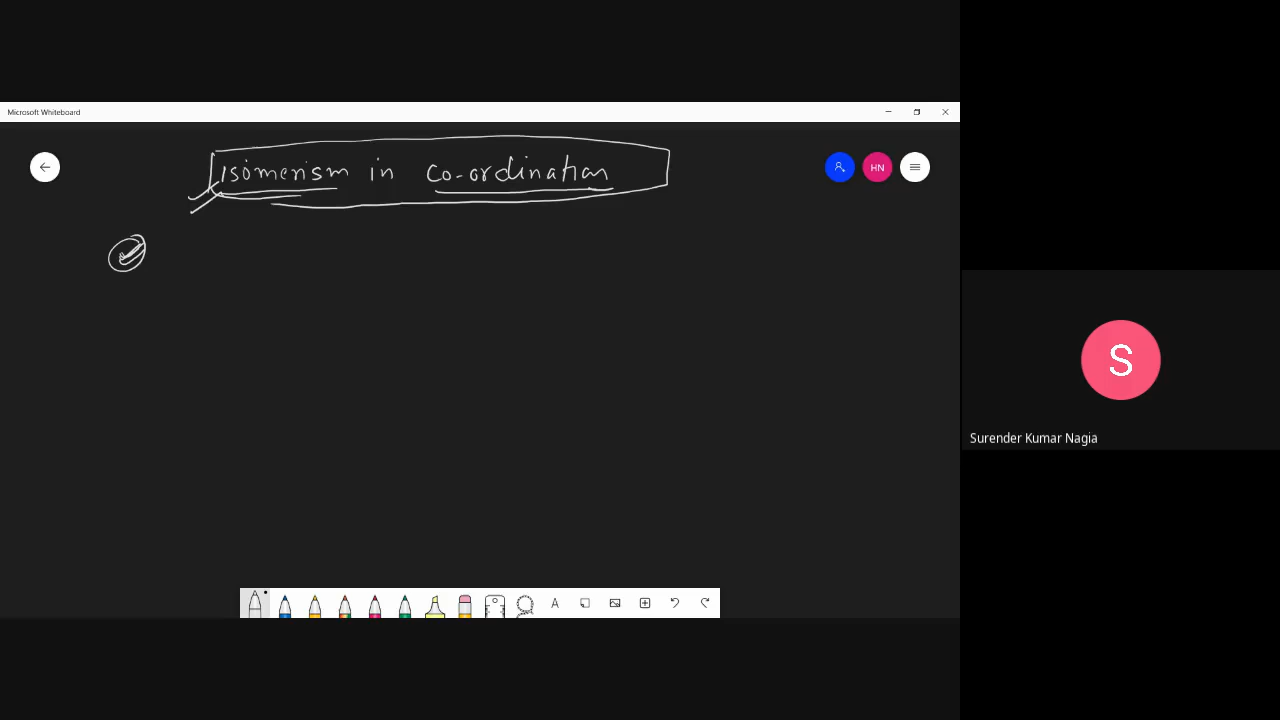 Microsoft Whiteboard
Isomerism in co-ordination
HN
S
Surender Kumar Nagia
A